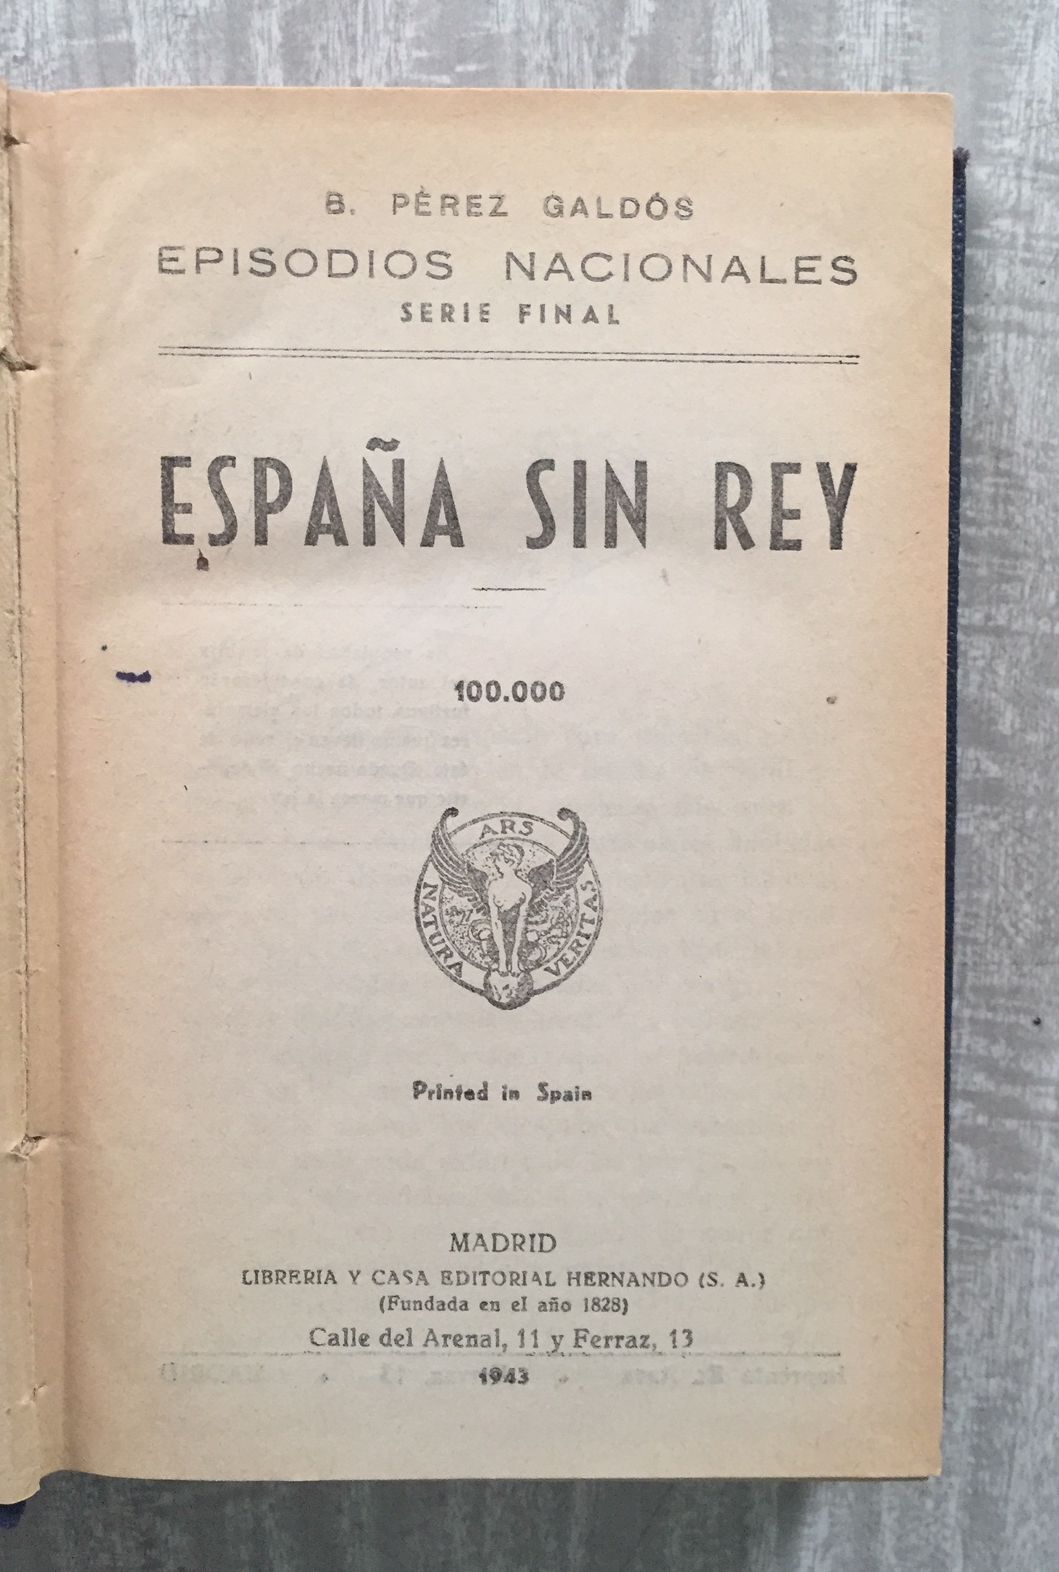 B. PÉREZ GALDÓS
EPISODIOS NACIONALES
SERIE FINAL
ESPAÑA SIN REY
100.000
ARS
NATURA
VERITAS
Printed in Spain
MADRID
LIBRERIA Y CASA EDITORIAL HERNANDO (S. A.)
(Fundada en el año 1828)
Calle del Arenal, 11 y Ferraz, 13
1943